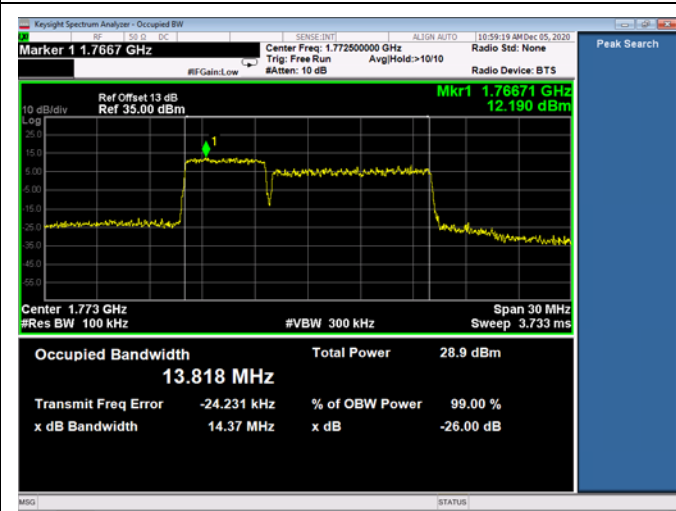 Keysight Spectrum Analyzer - Occupied BW
RF 50 Ω DC SENSE:INT ALIGN AUTO 10:59:19 AM Dec 05, 2020
Marker 1 1.7667 GHz
Center Freq: 1.772500000 GHz
Radio Std: None
Peak Search
Trig: Free Run Avg|Hold:>10/10
#IFGain:Low
#Atten: 10 dB
Radio Device: BTS
Ref Offset 13 dB
Mkr1 1.76671 GHz
10 dB/div
Ref 35.00 dBm
12.190 dBm
Log
25.0
1
15.0
5.00
-5.00
-15.0
-25.0
-35.0
-45.0
-55.0
Center 1.773 GHz
Span 30 MHz
#Res BW 100 kHz
#VBW 300 kHz
Sweep 3.733 ms
Occupied Bandwidth
Total Power 28.9 dBm
13.818 MHz
Transmit Freq Error -24.231 kHz
% of OBW Power 99.00 %
x dB Bandwidth 14.37 MHz
x dB -26.00 dB
MSG
STATUS